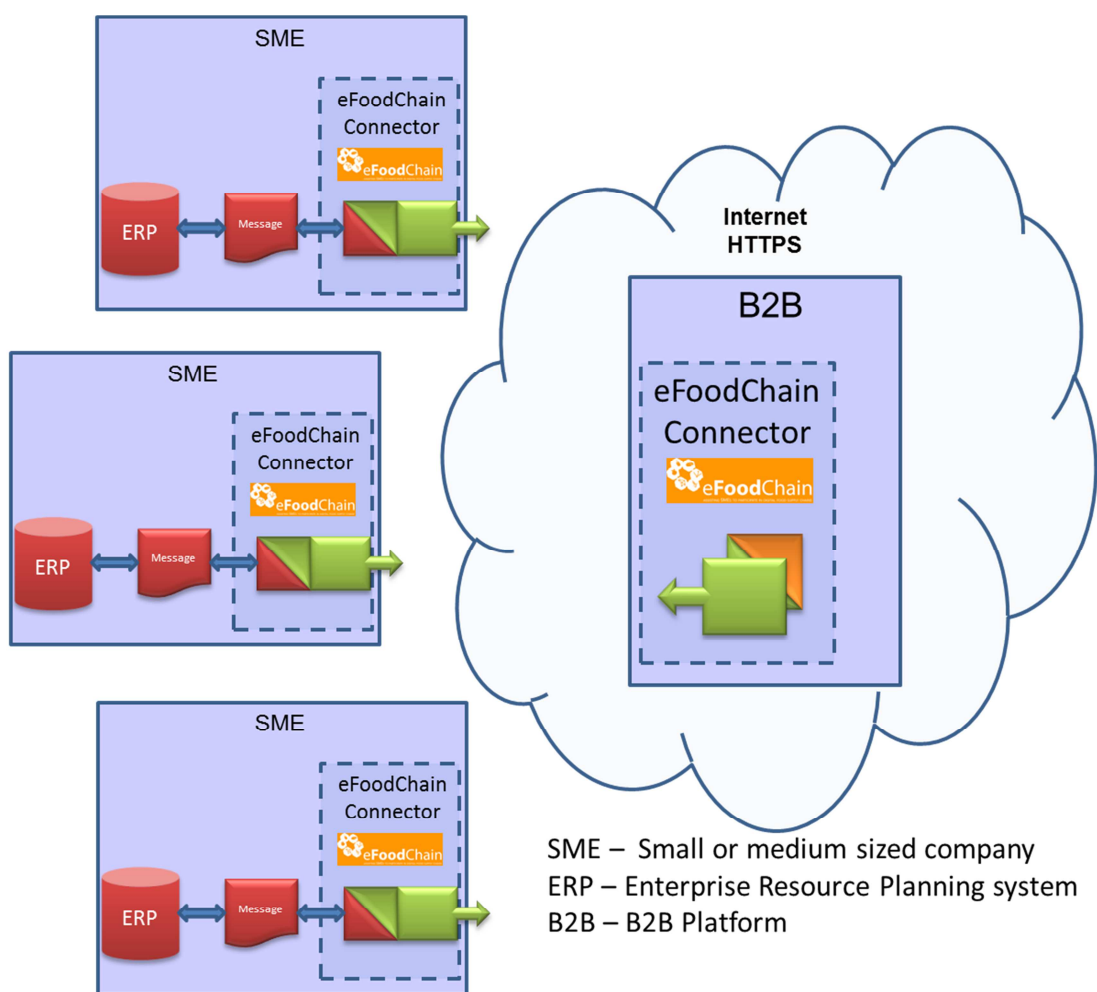 SME
eFoodChain
Connector
eFoodChain
ERP
Message
SME
eFoodChain
Connector
eFoodChain
ERP
Message
SME
eFoodChain
Connector
eFoodChain
ERP
Message
Internet
HTTPS
B2B
eFoodChain
Connector
eFoodChain
SME – Small or medium sized company
ERP – Enterprise Resource Planning system
B2B – B2B Platform